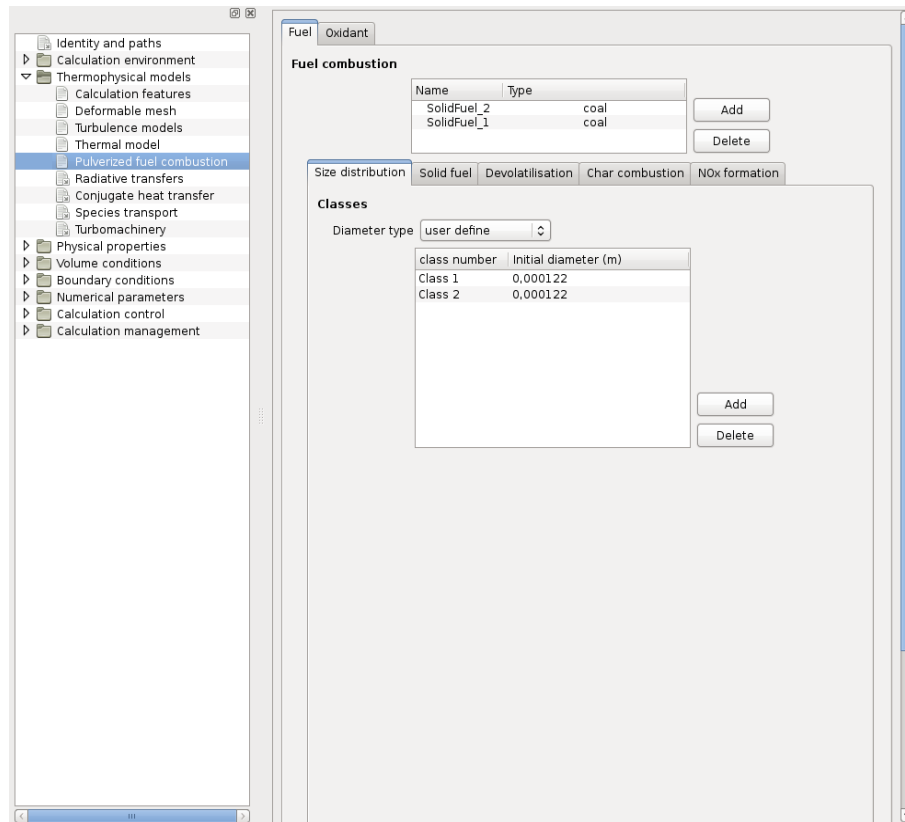 Identity and paths
Calculation environment
Thermophysical models
Calculation features
Deformable mesh
Turbulence models
Thermal model
Pulverized fuel combustion
Radiative transfers
Conjugate heat transfer
Species transport
Turbomachinery
Physical properties
Volume conditions
Boundary conditions
Numerical parameters
Calculation control
Calculation management
Fuel Oxidant
Fuel combustion
Name Type
SolidFuel_2 coal
SolidFuel_1 coal
Add
Delete
Size distribution Solid fuel Devolatilisation Char combustion NOx formation
Classes
Diameter type user define
class number Initial diameter (m)
Class 1 0,000122
Class 2 0,000122
Add
Delete